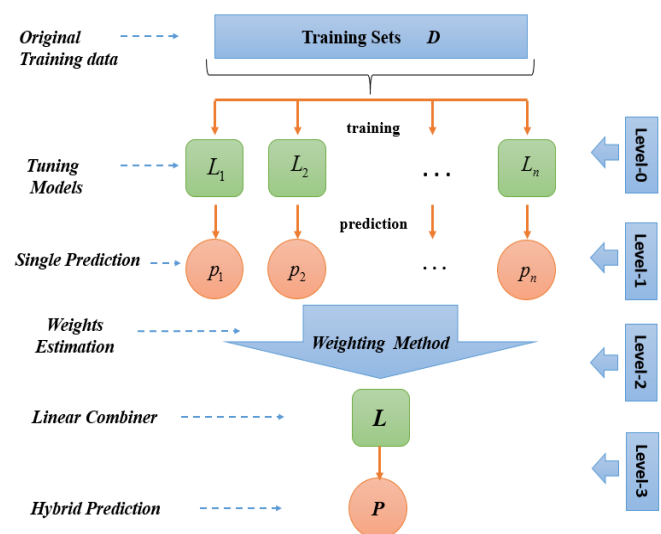 Original
Training data
Training Sets D
training
Tuning
Models
L₁
L₂
...
Lₙ
Level-0
prediction
Single Prediction
p₁
p₂
...
pₙ
Level-1
Weights
Estimation
Weighting Method
Level-2
Linear Combiner
L
Level-3
Hybrid Prediction
P